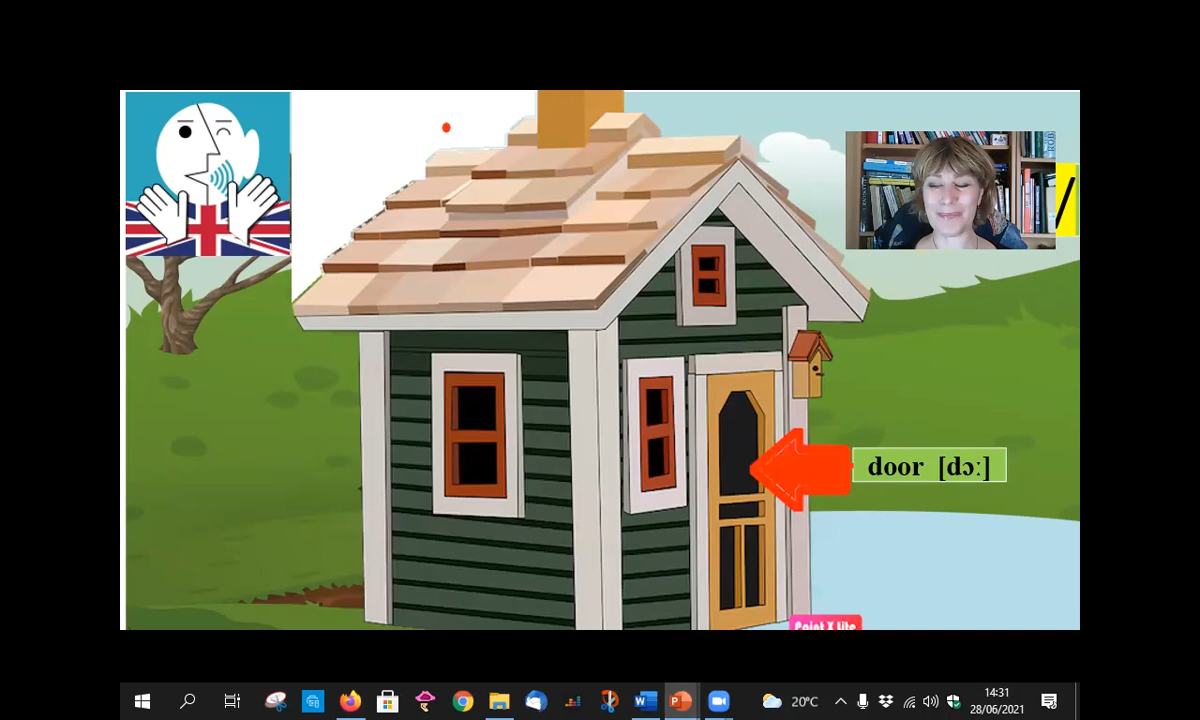 /
door [dɔː]
Paint X Lite
20°C
14:31
28/06/2021